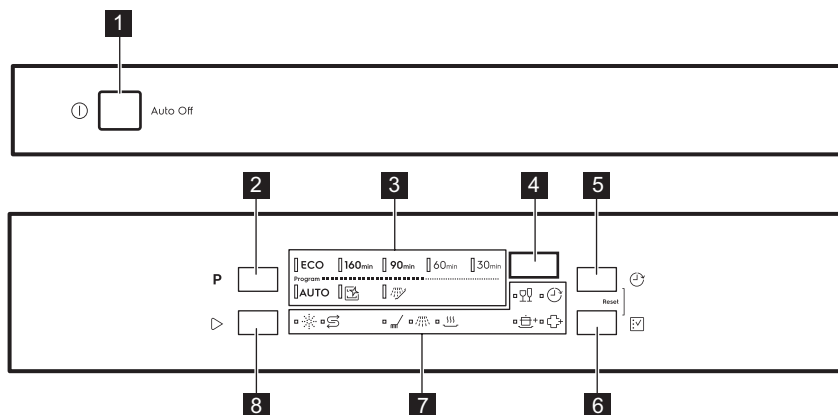 1
Auto Off
2 3 4 5
P
ECO 160min 90min 60min 30min
Program
AUTO
Reset
8 7 6